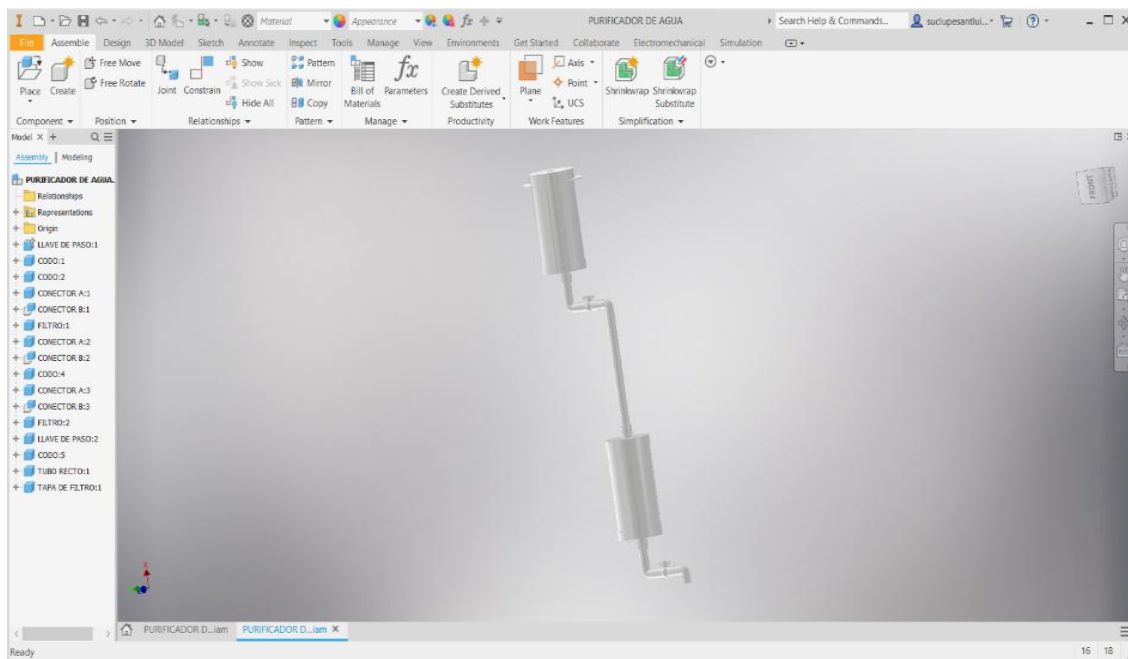 Material
Appearance
fx
PURIFICADOR DE AGUA
Search Help & Commands...
suclupesantlui...
File Assemble Design 3D Model Sketch Annotate Inspect Tools Manage View Environments Get Started Collaborate Electromechanical Simulation
Place
Create
Free Move
Free Rotate
Joint
Constrain
Show
Show Sick
Hide All
Pattern
Mirror
Copy
Bill of Materials
fx
Parameters
Create Derived Substitutes
Plane
Axis
Point
UCS
Shrinkwrap
Shrinkwrap Substitute
Component Position Relationships Pattern Manage Productivity Work Features Simplification
Model × +
Assembly | Modeling
PURIFICADOR DE AGUA.
Relationships
Representations
Origin
LLAVE DE PASO:1
CODO:1
CODO:2
CONECTOR A:1
CONECTOR B:1
FILTRO:1
CONECTOR A:2
CONECTOR B:2
CODO:4
CONECTOR A:3
CONECTOR B:3
FILTRO:2
LLAVE DE PASO:2
CODO:5
TUBO RECTO:1
TAPA DE FILTRO:1
FRONT
X
PURIFICADOR D...iam PURIFICADOR D...iam X
Ready 16 18